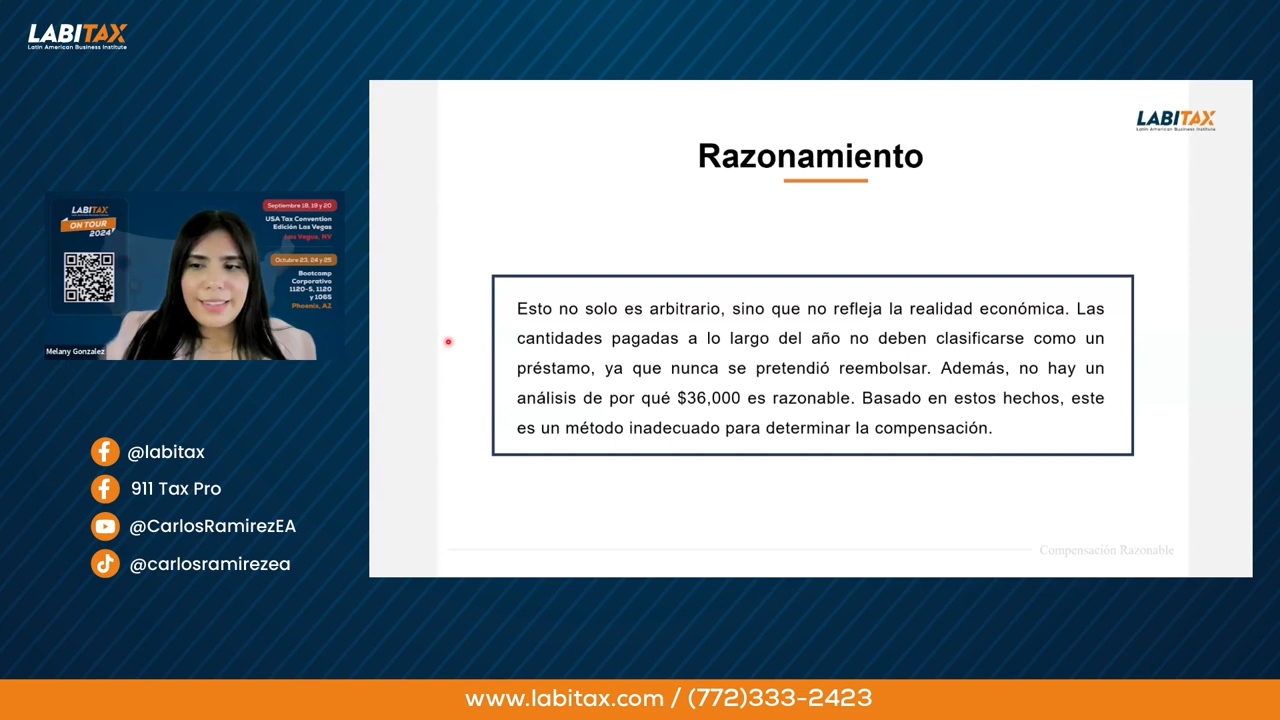 LABITAX
Latin American Business Institute
LABITAX
ON TOUR
2024
Septiembre 18, 19 y 20
USA Tax Convention
Edición Las Vegas
Las Vegas, NV
Octubre 23, 24 y 25
Bootcamp
Corporativo
1120-S, 1120
y 1065
Phoenix, AZ
Melany Gonzalez
@labitax
911 Tax Pro
@CarlosRamirezEA
@carlosramirezea
LABITAX
Latin American Business Institute
Razonamiento
Esto no solo es arbitrario, sino que no refleja la realidad económica. Las
cantidades pagadas a lo largo del año no deben clasificarse como un
préstamo, ya que nunca se pretendió reembolsar. Además, no hay un
análisis de por qué $36,000 es razonable. Basado en estos hechos, este
es un método inadecuado para determinar la compensación.
Compensación Razonable
www.labitax.com / (772)333-2423